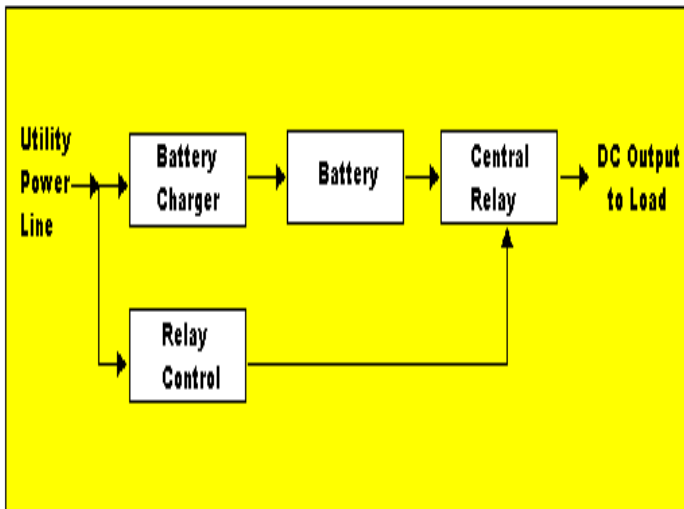 Utility
Power
Line
Battery
Charger
Battery
Central
Relay
DC Output
to Load
Relay
Control